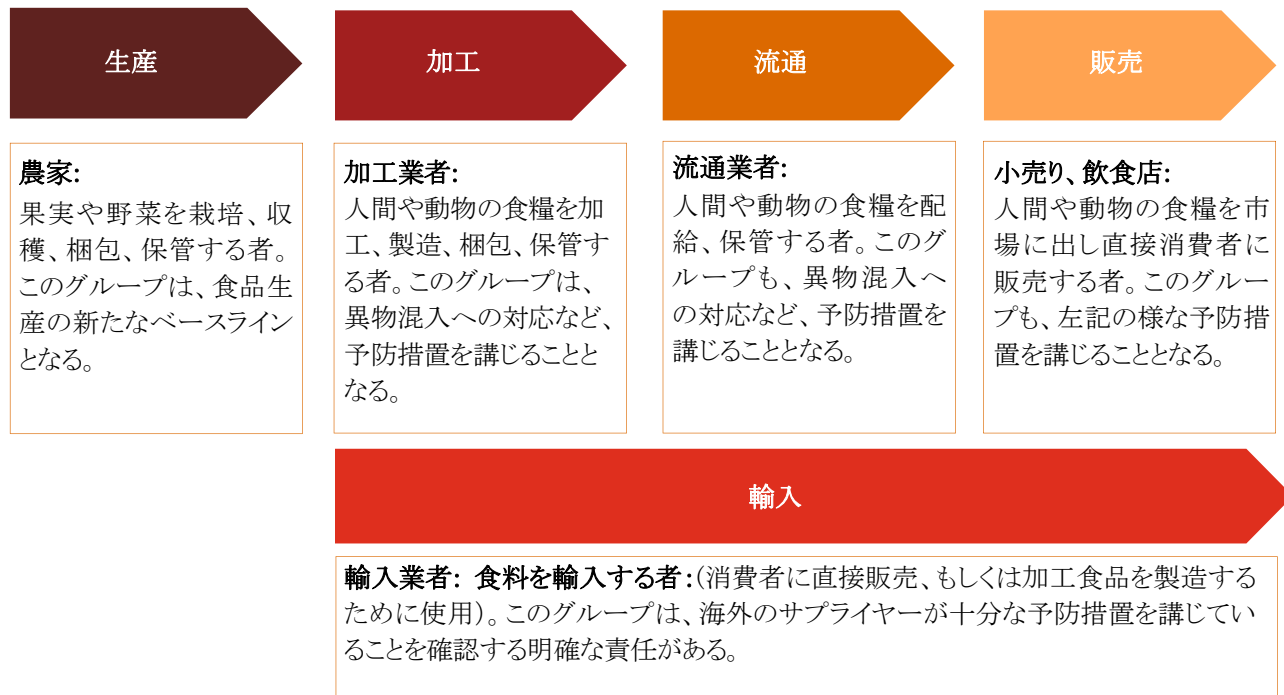 生産
加工
流通
販売
農家:
果実や野菜を栽培、収
穫、梱包、保管する者。
このグループは、食品生
産の新たなベースライン
となる。
加工業者:
人間や動物の食糧を加
工、製造、梱包、保管す
る者。このグループは、
異物混入への対応など、
予防措置を講じることと
なる。
流通業者:
人間や動物の食糧を配
給、保管する者。このグ
ループも、異物混入へ
の対応など、予防措置を
講じることとなる。
小売り、飲食店:
人間や動物の食糧を市
場に出し直接消費者に
販売する者。このグルー
プも、左記の様な予防措
置を講じることとなる。
輸入
輸入業者: 食料を輸入する者:(消費者に直接販売、もしくは加工食品を製造する
ために使用)。このグループは、海外のサプライヤーが十分な予防措置を講じてい
ることを確認する明確な責任がある。